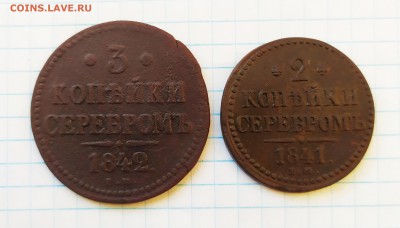 COINS.LAVE.RU
· 3 ·
КОПѢЙКИ
СЕРЕБРОМЪ
1842.
· 2 ·
КОПѢЙКИ
СЕРЕБРОМЪ
1841